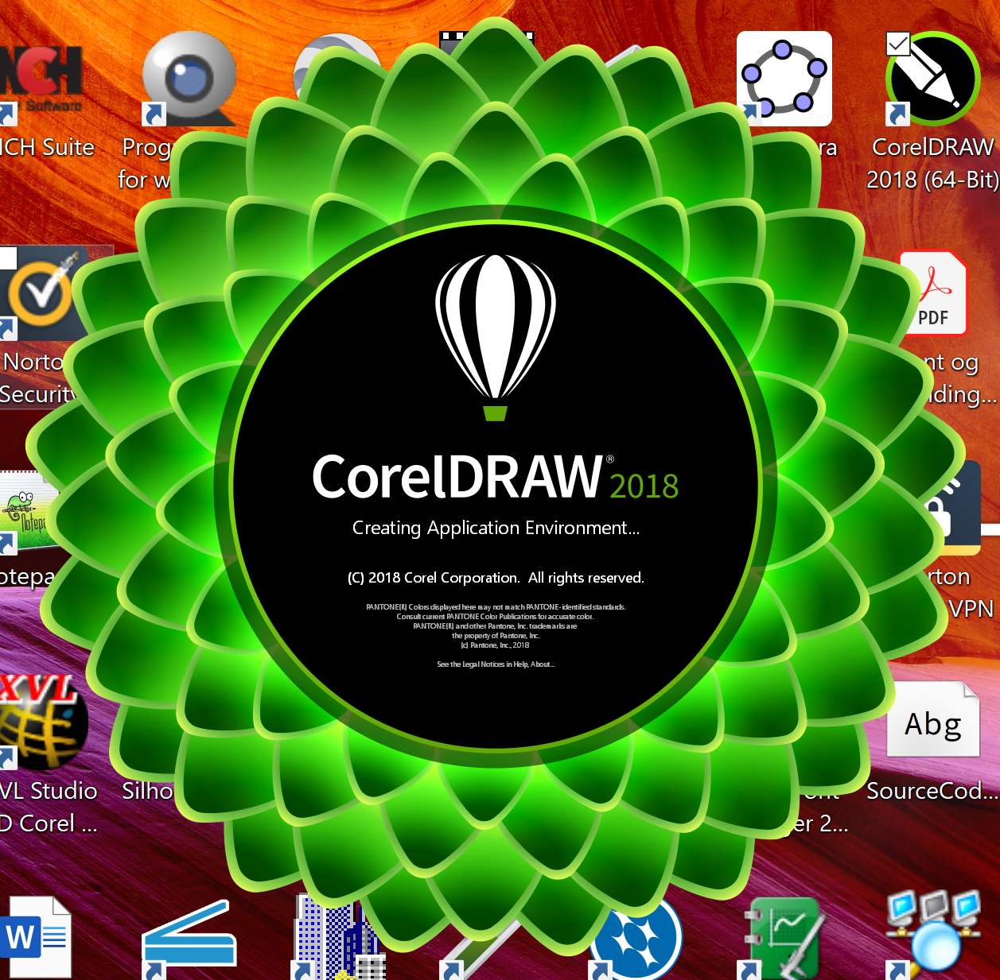 NCH
Software
NCH Suite
Prog
for w
ra
CorelDRAW
2018 (64-Bit)
Norto
Security
PDF
nt og
ding...
CorelDRAW® 2018
Creating Application Environment...
(C) 2018 Corel Corporation.  All rights reserved.
PANTONE(R) Colors displayed here may not match PANTONE-identified standards.
Consult current PANTONE Color Publications for accurate color.
PANTONE(R) and other Pantone, Inc. trademarks are
the property of Pantone, Inc.
(c) Pantone, Inc., 2018
See the Legal Notices in Help, About...
Notepa
otepa
rton
VPN
XVL
VL Studio
D Corel ...
Silho
ont
er 2...
Abg
SourceCod...
W